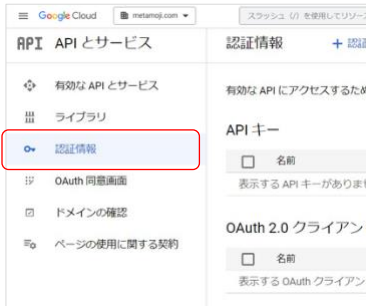 Google Cloud metamoji.com スラッシュ (/) を使用してリソー
API APIとサービス 認証情報 + 認証
有効な API とサービス
有効な API にアクセスするため
ライブラリ
API キー
認証情報
名前
OAuth 同意画面
表示する API キーがありませ
ドメインの確認
OAuth 2.0 クライアン
ページの使用に関する契約
名前
表示する OAuth クライアン